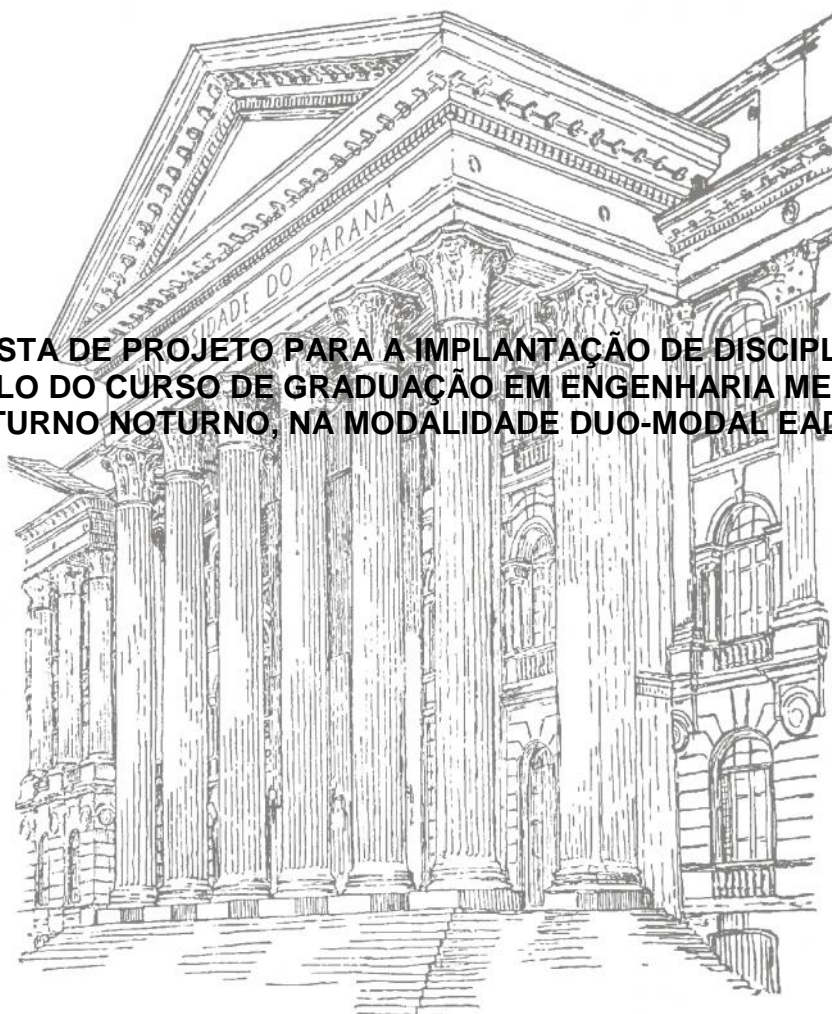 DADE DO PARANÁ
STA DE PROJETO PARA A IMPLANTAÇÃO DE DISCIPL
LO DO CURSO DE GRADUAÇÃO EM ENGENHARIA ME
TURNO NOTURNO, NA MODALIDADE DUO-MODAL EAD